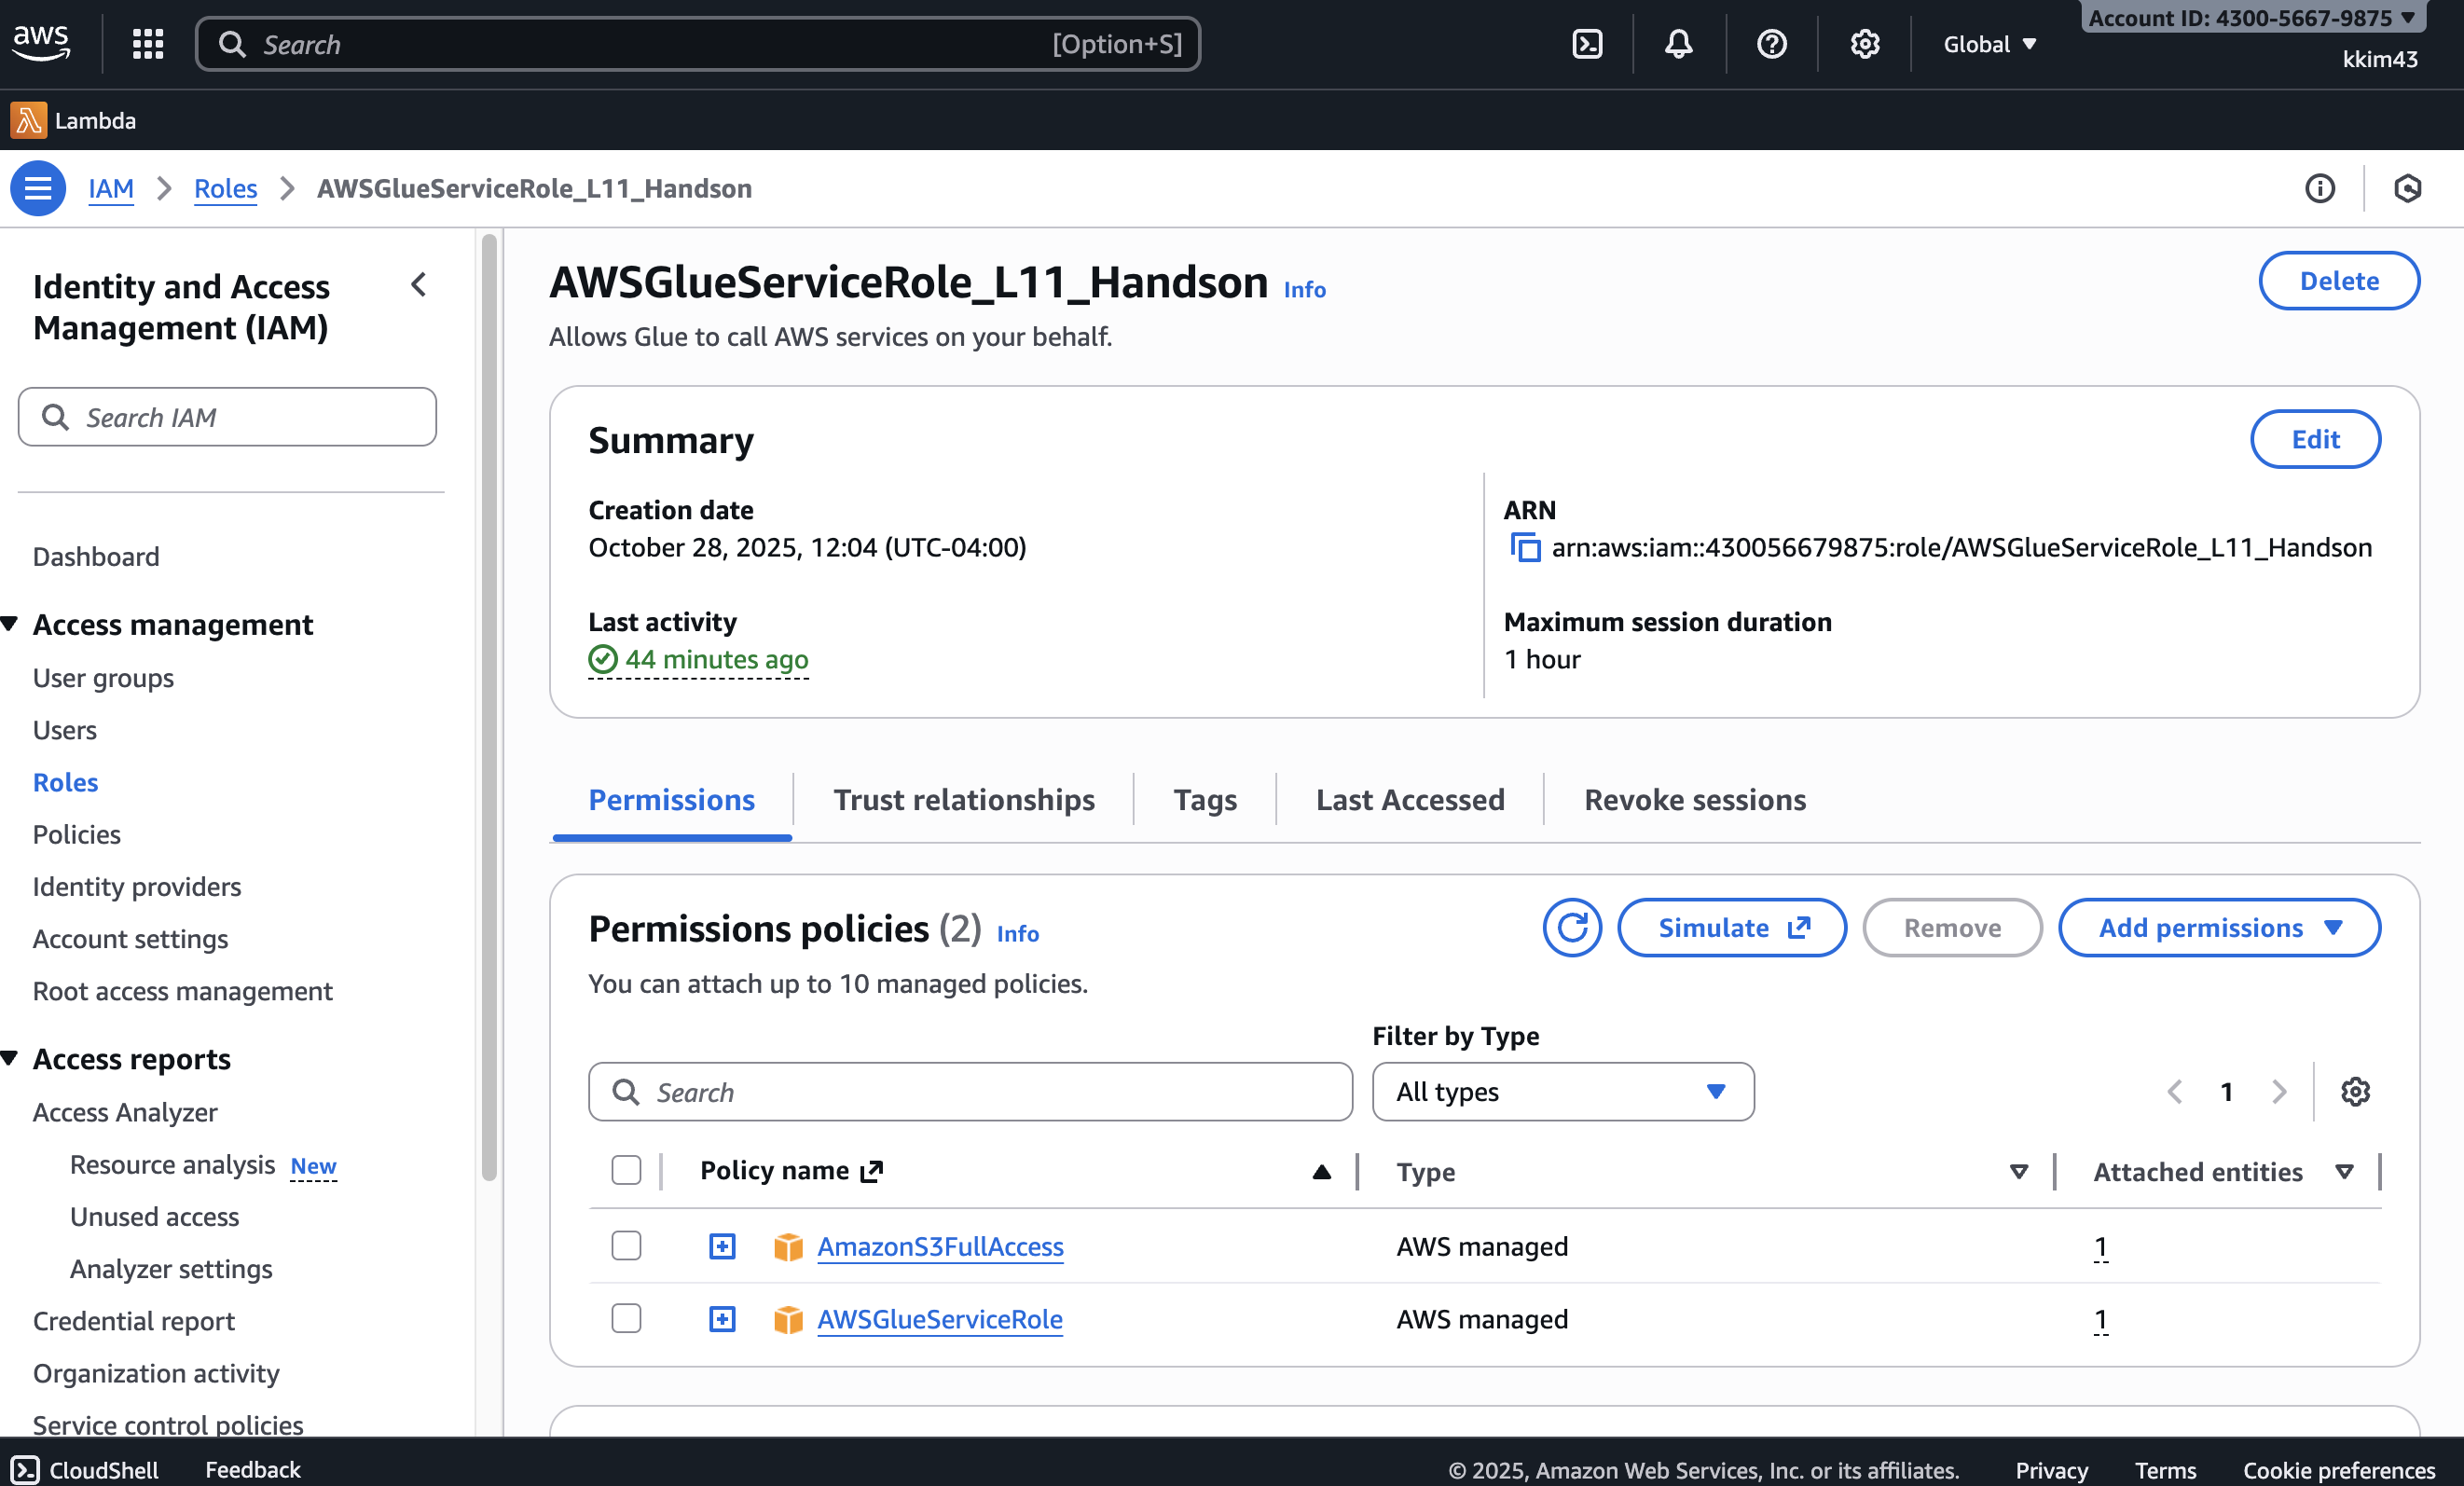 aws
Search
[Option+S]
Global
Account ID: 4300-5667-9875
kkim43
Lambda
IAM
Roles
AWSGlueServiceRole_L11_Handson
Identity and Access
Management (IAM)
Search IAM
Dashboard
Access management
User groups
Users
Roles
Policies
Identity providers
Account settings
Root access management
Access reports
Access Analyzer
Resource analysis New
Unused access
Analyzer settings
Credential report
Organization activity
Service control policies
AWSGlueServiceRole_L11_Handson Info
Delete
Allows Glue to call AWS services on your behalf.
Summary
Edit
Creation date
October 28, 2025, 12:04 (UTC-04:00)
ARN
arn:aws:iam::430056679875:role/AWSGlueServiceRole_L11_Handson
Last activity
44 minutes ago
Maximum session duration
1 hour
Permissions
Trust relationships
Tags
Last Accessed
Revoke sessions
Permissions policies (2) Info
Simulate
Remove
Add permissions
You can attach up to 10 managed policies.
Filter by Type
Search
All types
1
Policy name
Type
Attached entities
AmazonS3FullAccess
AWS managed
1
AWSGlueServiceRole
AWS managed
1
CloudShell
Feedback
© 2025, Amazon Web Services, Inc. or its affiliates.
Privacy
Terms
Cookie preferences